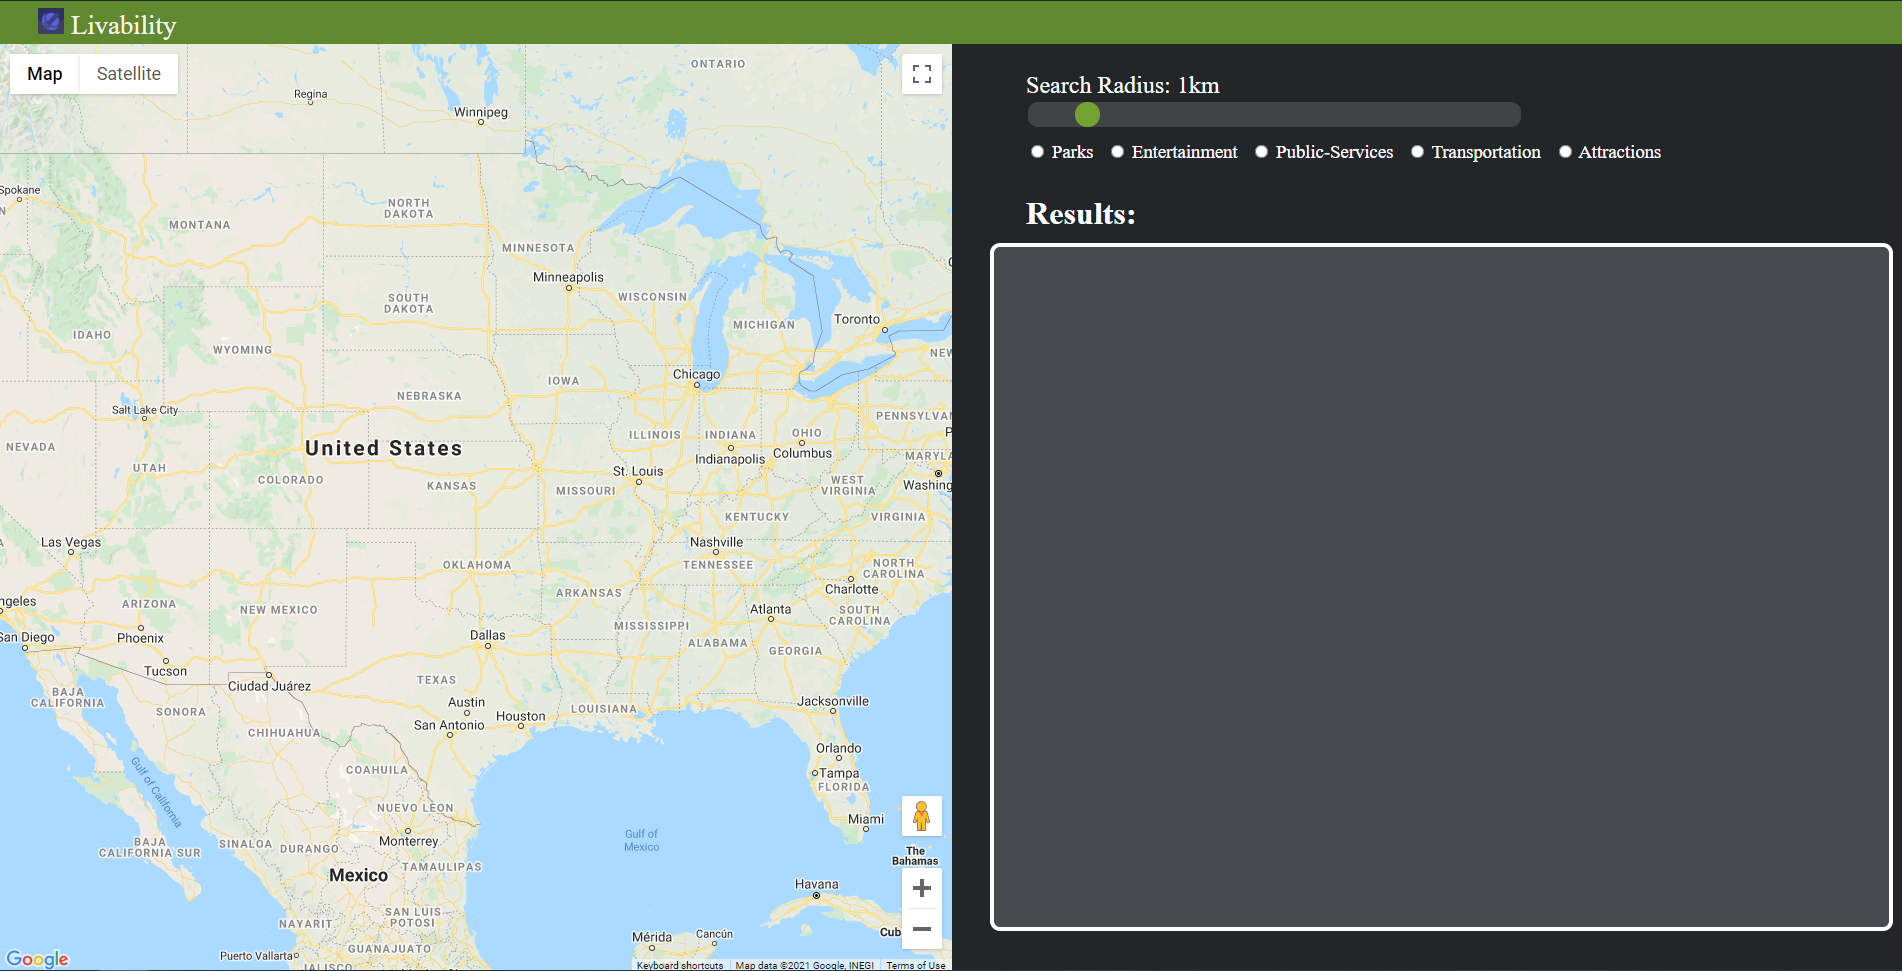 Livability
Map
Satellite
Search Radius: 1km
Parks
Entertainment
Public-Services
Transportation
Attractions
Results:
ONTARIO
Regina
Winnipeg
Spokane
NORTH
DAKOTA
MONTANA
MINNESOTA
Minneapolis
SOUTH
DAKOTA
WISCONSIN
MICHIGAN
Toronto
IDAHO
WYOMING
NEW
Chicago
IOWA
NEBRASKA
Salt Lake City
PENNSYLVAN
NEVADA
United States
ILLINOIS
INDIANA
OHIO
P
Indianapolis
Columbus
MARYLA
UTAH
COLORADO
KANSAS
St. Louis
MISSOURI
WEST
VIRGINIA
Washing
KENTUCKY
VIRGINIA
Las Vegas
Nashville
OKLAHOMA
TENNESSEE
NORTH
CAROLINA
ngeles
ARIZONA
NEW MEXICO
ARKANSAS
Charlotte
Atlanta
SOUTH
CAROLINA
San Diego
Phoenix
Dallas
MISSISSIPPI
ALABAMA
GEORGIA
Tucson
Ciudad Juárez
TEXAS
BAJA
CALIFORNIA
SONORA
Austin
San Antonio
Houston
LOUISIANA
Jacksonville
CHIHUAHUA
Orlando
Tampa
FLORIDA
COAHUILA
Gulf of California
NUEVO LEON
Miami
Gulf of
Mexico
BAJA
CALIFORNIA SUR
SINALOA
DURANGO
Monterrey
The
Bahamas
TAMAULIPAS
Mexico
Havana
SAN LUIS
POTOSI
NAYARIT
Cub
Mérida
Cancún
GUANAJUATO
Puerto Vallarta
JALISCO
Google
Keyboard shortcuts
Map data ©2021 Google, INEGI
Terms of Use